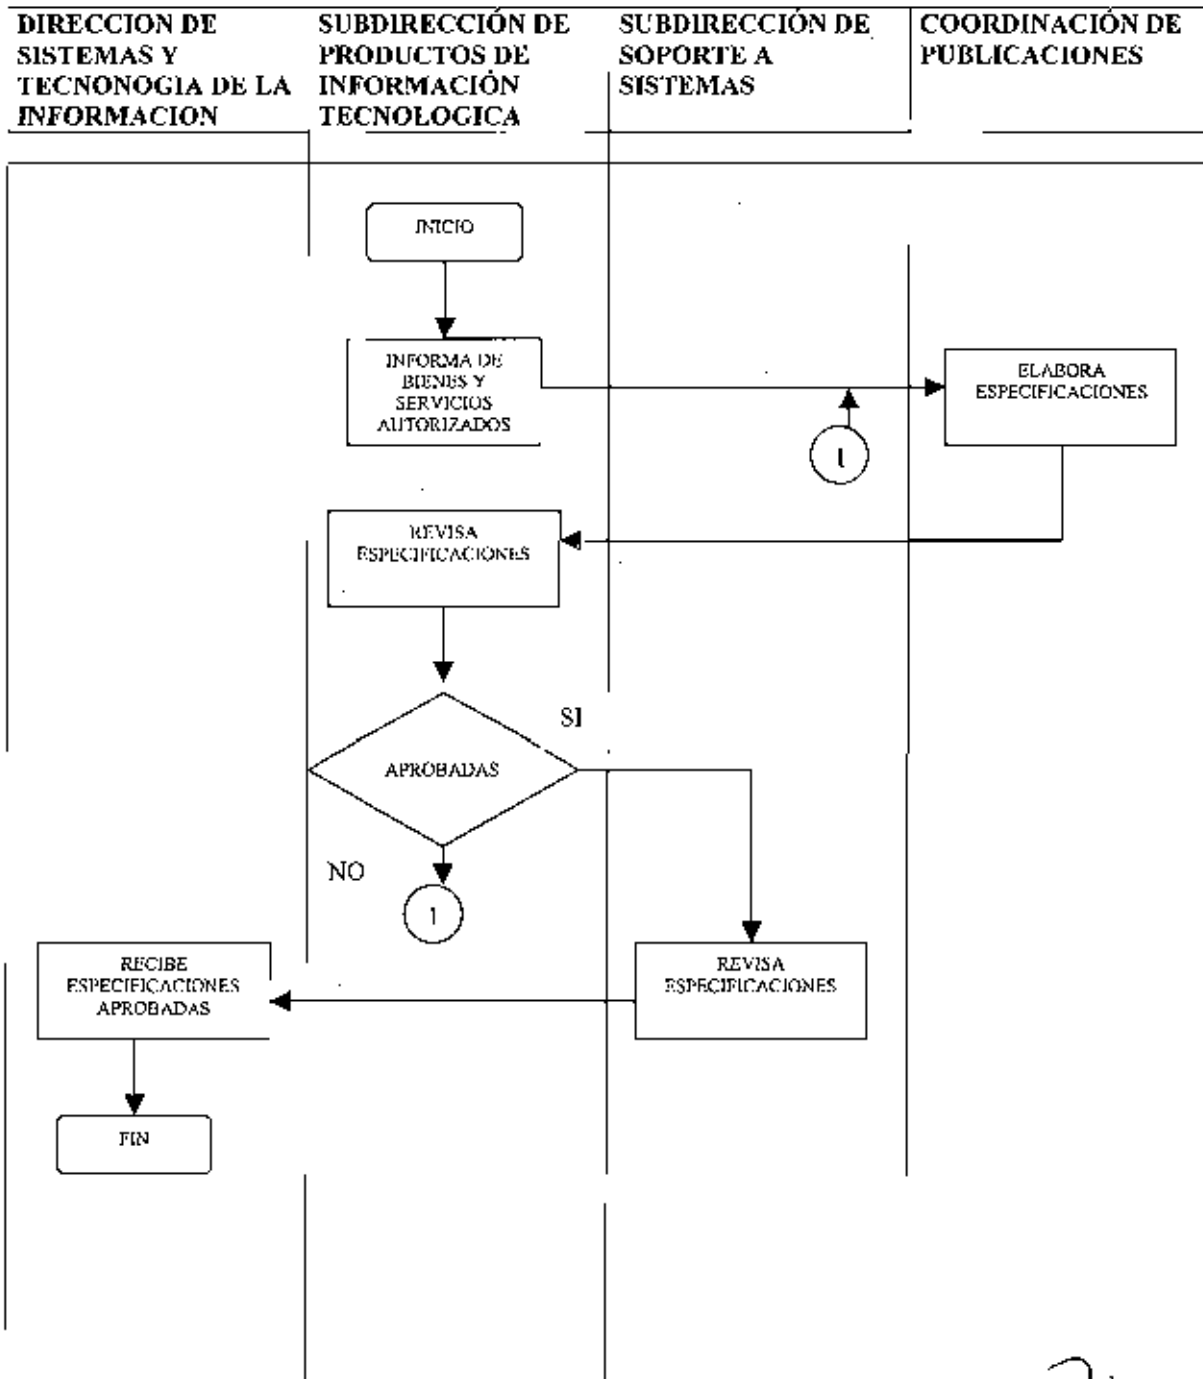 DIRECCION DE
SISTEMAS Y
TECNONOGIA DE LA
INFORMACION
SUBDIRECCIÓN DE
PRODUCTOS DE
INFORMACIÓN
TECNOLOGICA
SUBDIRECCIÓN DE
SOPORTE A
SISTEMAS
COORDINACIÓN DE
PUBLICACIONES
INICIO
INFORMA DE
BIENES Y
SERVICIOS
AUTORIZADOS
ELABORA
ESPECIFICACIONES
1
REVISA
ESPECIFICACIONES
SI
APROBADAS
NO
1
RECIBE
ESPECIFICACIONES
APROBADAS
REVISA
ESPECIFICACIONES
FIN